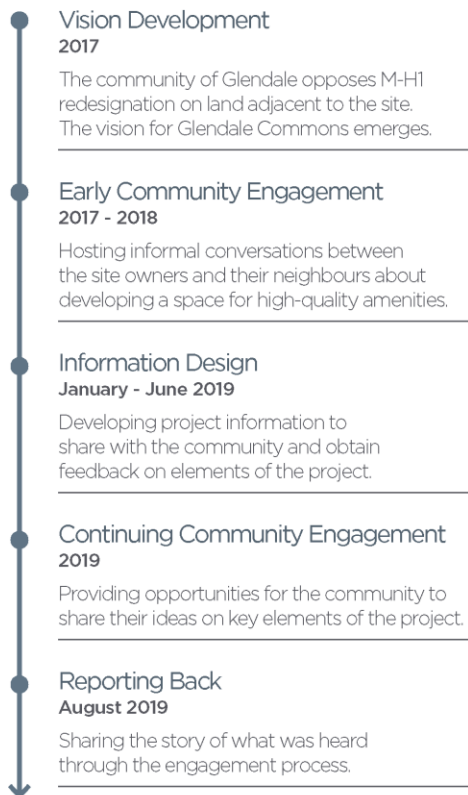 Vision Development
2017
The community of Glendale opposes M-H1
redesignation on land adjacent to the site.
The vision for Glendale Commons emerges.
Early Community Engagement
2017 - 2018
Hosting informal conversations between
the site owners and their neighbours about
developing a space for high-quality amenities.
Information Design
January - June 2019
Developing project information to
share with the community and obtain
feedback on elements of the project.
Continuing Community Engagement
2019
Providing opportunities for the community to
share their ideas on key elements of the project.
Reporting Back
August 2019
Sharing the story of what was heard
through the engagement process.